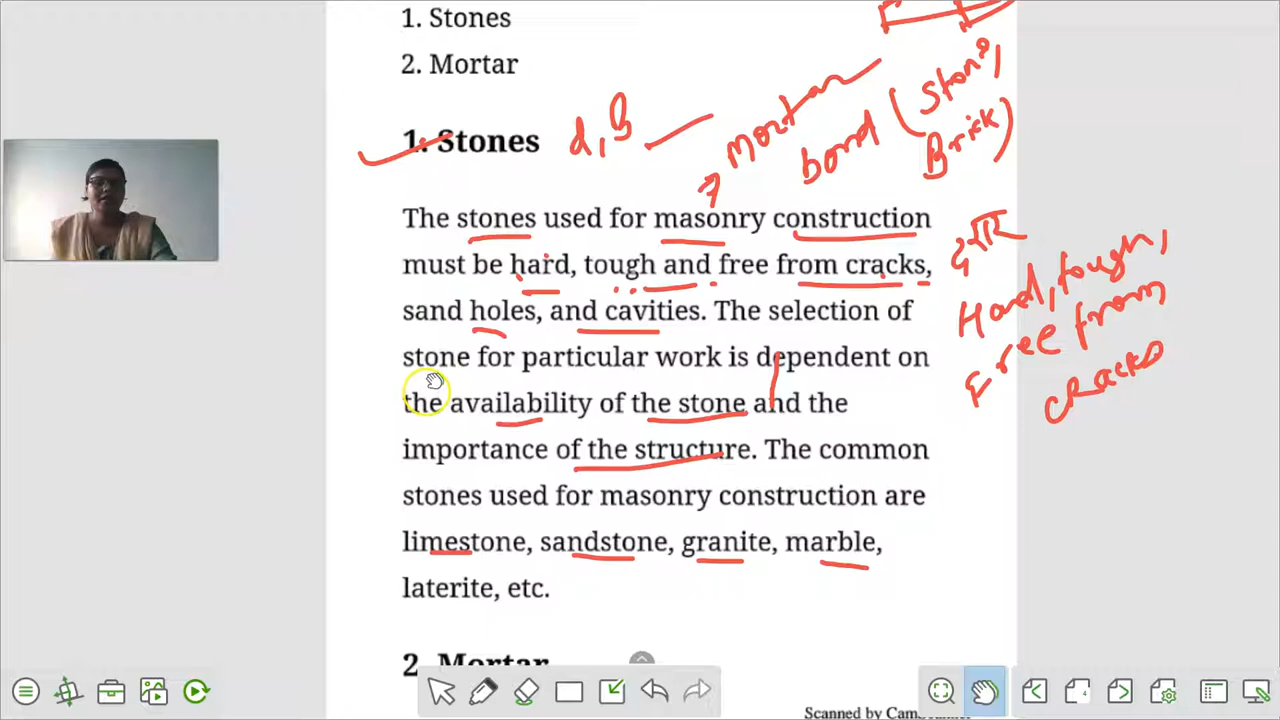 1. Stones
2. Mortar
1. Stones
d, b
Mortar
bond (Stone,
Brick)
The stones used for masonry construction
must be hard, tough and free from cracks,
sand holes, and cavities. The selection of
stone for particular work is dependent on
the availability of the stone and the
importance of the structure. The common
stones used for masonry construction are
limestone, sandstone, granite, marble,
laterite, etc.
Hard, tough,
Free from
cracks
2. Mortar
4